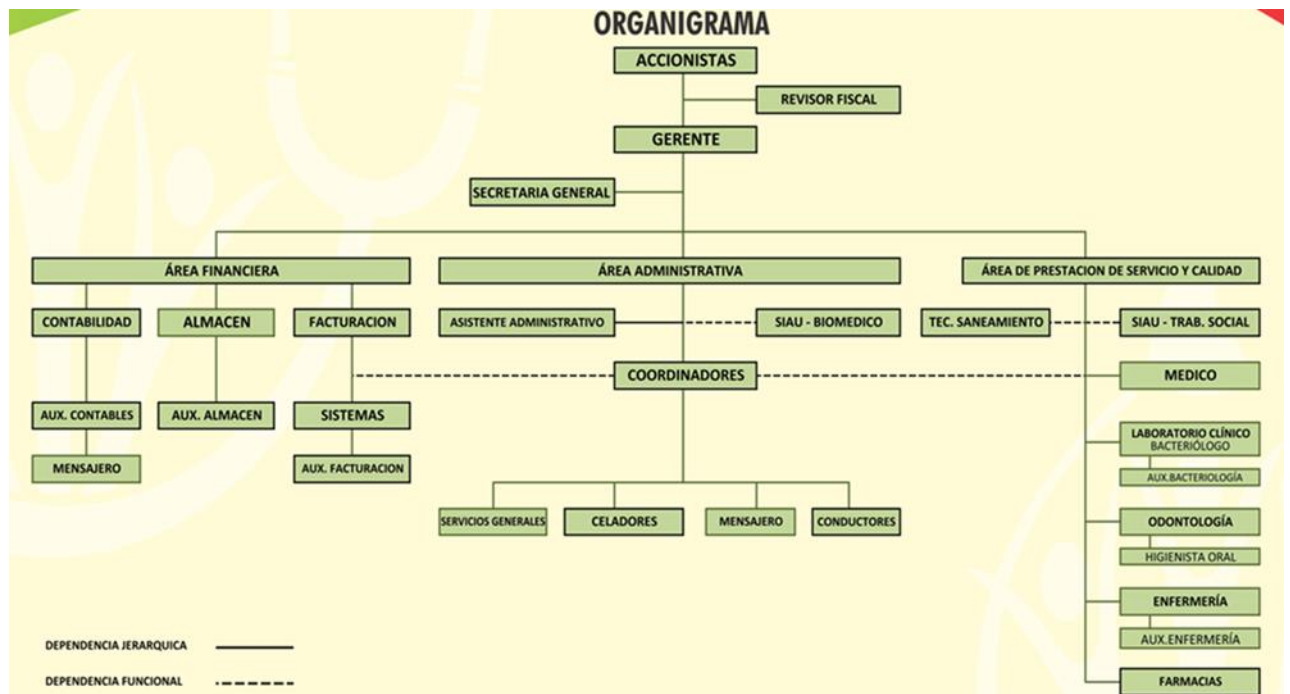 ORGANIGRAMA
ACCIONISTAS
REVISOR FISCAL
GERENTE
SECRETARIA GENERAL
ÁREA FINANCIERA
ÁREA ADMINISTRATIVA
ÁREA DE PRESTACION DE SERVICIO Y CALIDAD
CONTABILIDAD
ALMACEN
FACTURACION
ASISTENTE ADMINISTRATIVO
SIAU - BIOMEDICO
TEC. SANEAMIENTO
SIAU - TRAB. SOCIAL
COORDINADORES
MEDICO
AUX. CONTABLES
AUX. ALMACEN
SISTEMAS
LABORATORIO CLÍNICO
BACTERIÓLOGO
MENSAJERO
AUX. FACTURACION
AUX.BACTERIOLOGÍA
SERVICIOS GENERALES
CELADORES
MENSAJERO
CONDUCTORES
ODONTOLOGÍA
HIGIENISTA ORAL
ENFERMERÍA
AUX.ENFERMERÍA
DEPENDENCIA JERARQUICA
DEPENDENCIA FUNCIONAL
FARMACIAS